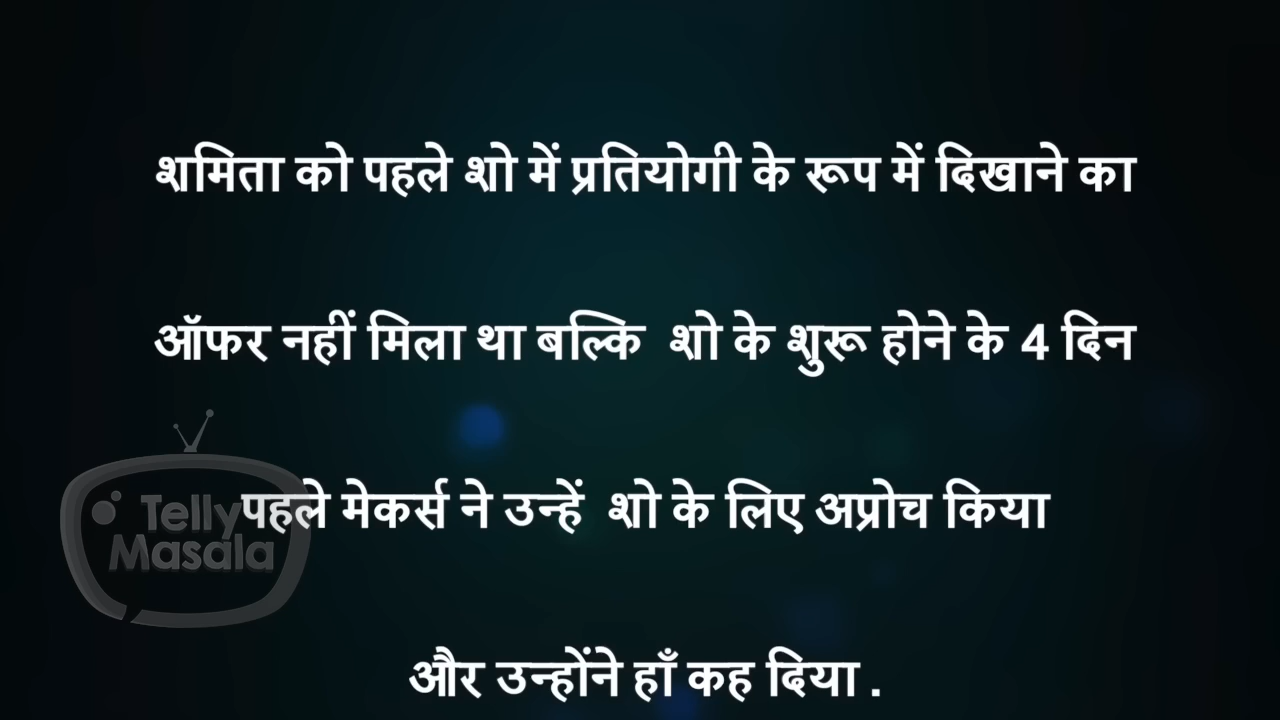 शमिता को पहले शो में प्रतियोगी के रूप में दिखाने का
ऑफर नहीं मिला था बल्कि शो के शुरू होने के 4 दिन
पहले मेकर्स ने उन्हें शो के लिए अप्रोच किया
और उन्होंने हाँ कह दिया .
Telly
Masala